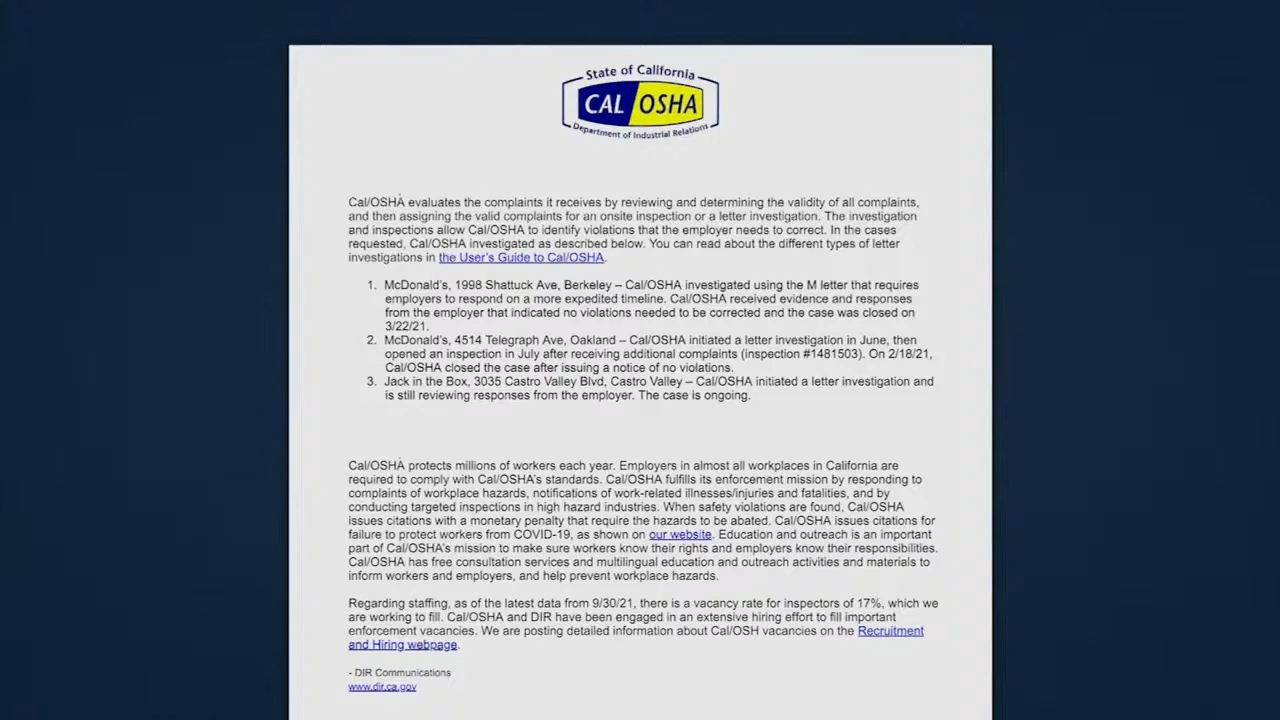 State of California
CAL OSHA
Department of Industrial Relations
Cal/OSHA evaluates the complaints it receives by reviewing and determining the validity of all complaints,
and then assigning the valid complaints for an onsite inspection or a letter investigation. The investigation
and inspections allow Cal/OSHA to identify violations that the employer needs to correct. In the cases
requested, Cal/OSHA investigated as described below. You can read about the different types of letter
investigations in the User's Guide to Cal/OSHA.
1. McDonald's, 1998 Shattuck Ave, Berkeley – Cal/OSHA investigated using the M letter that requires
employers to respond on a more expedited timeline. Cal/OSHA received evidence and responses
from the employer that indicated no violations needed to be corrected and the case was closed on
3/22/21.
2. McDonald's, 4514 Telegraph Ave, Oakland – Cal/OSHA initiated a letter investigation in June, then
opened an inspection in July after receiving additional complaints (inspection #1481503). On 2/18/21,
Cal/OSHA closed the case after issuing a notice of no violations.
3. Jack in the Box, 3035 Castro Valley Blvd, Castro Valley – Cal/OSHA initiated a letter investigation and
is still reviewing responses from the employer. The case is ongoing.
Cal/OSHA protects millions of workers each year. Employers in almost all workplaces in California are
required to comply with Cal/OSHA's standards. Cal/OSHA fulfills its enforcement mission by responding to
complaints of workplace hazards, notifications of work-related illnesses/injuries and fatalities, and by
conducting targeted inspections in high hazard industries. When safety violations are found, Cal/OSHA
issues citations with a monetary penalty that require the hazards to be abated. Cal/OSHA issues citations for
failure to protect workers from COVID-19, as shown on our website. Education and outreach is an important
part of Cal/OSHA's mission to make sure workers know their rights and employers know their responsibilities.
Cal/OSHA has free consultation services and multilingual education and outreach activities and materials to
inform workers and employers, and help prevent workplace hazards.
Regarding staffing, as of the latest data from 9/30/21, there is a vacancy rate for inspectors of 17%, which we
are working to fill. Cal/OSHA and DIR have been engaged in an extensive hiring effort to fill important
enforcement vacancies. We are posting detailed information about Cal/OSH vacancies on the Recruitment
and Hiring webpage.
- DIR Communications
www.dir.ca.gov